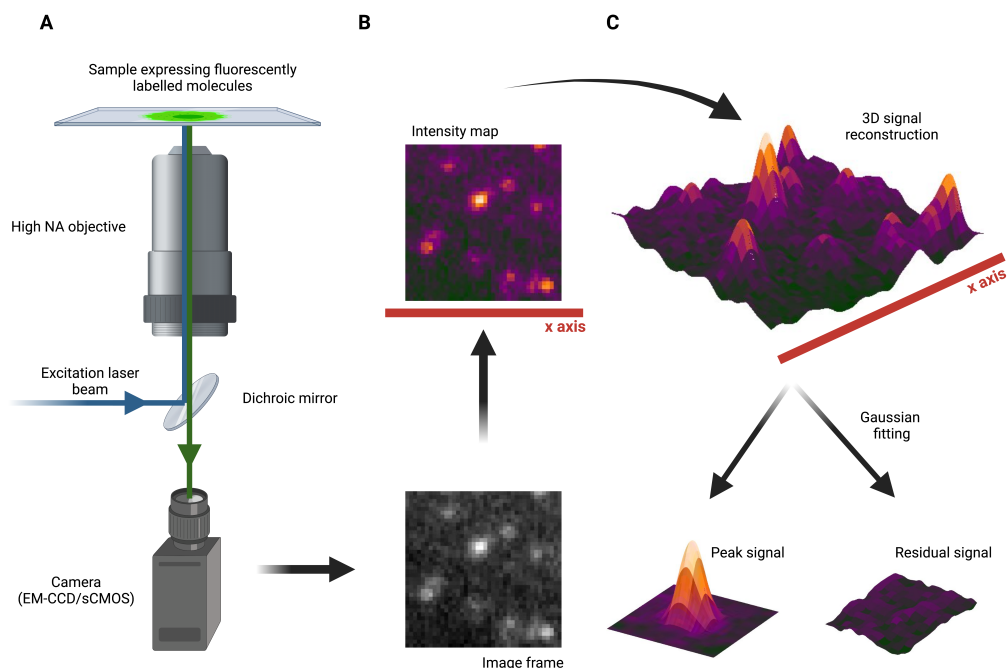 A
Sample expressing fluorescently
labelled molecules
High NA objective
Excitation laser
beam
Dichroic mirror
Camera
(EM-CCD/sCMOS)
B
Intensity map
x axis
Image frame
C
3D signal
reconstruction
x axis
Gaussian
fitting
Peak signal
Residual signal